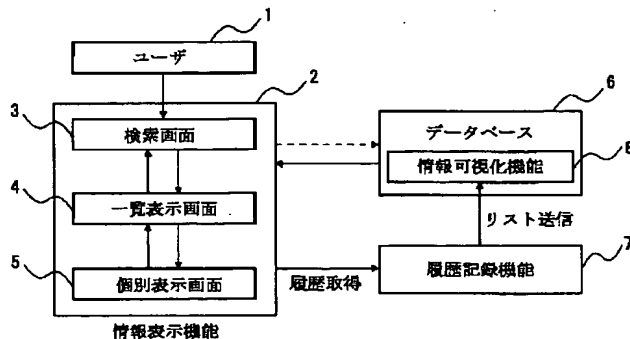 1
ユーザ
2
3
検索画面
4
一覧表示画面
5
個別表示画面
情報表示機能
6
データベース
情報可視化機能
8
リスト送信
履歴取得
履歴記録機能
7